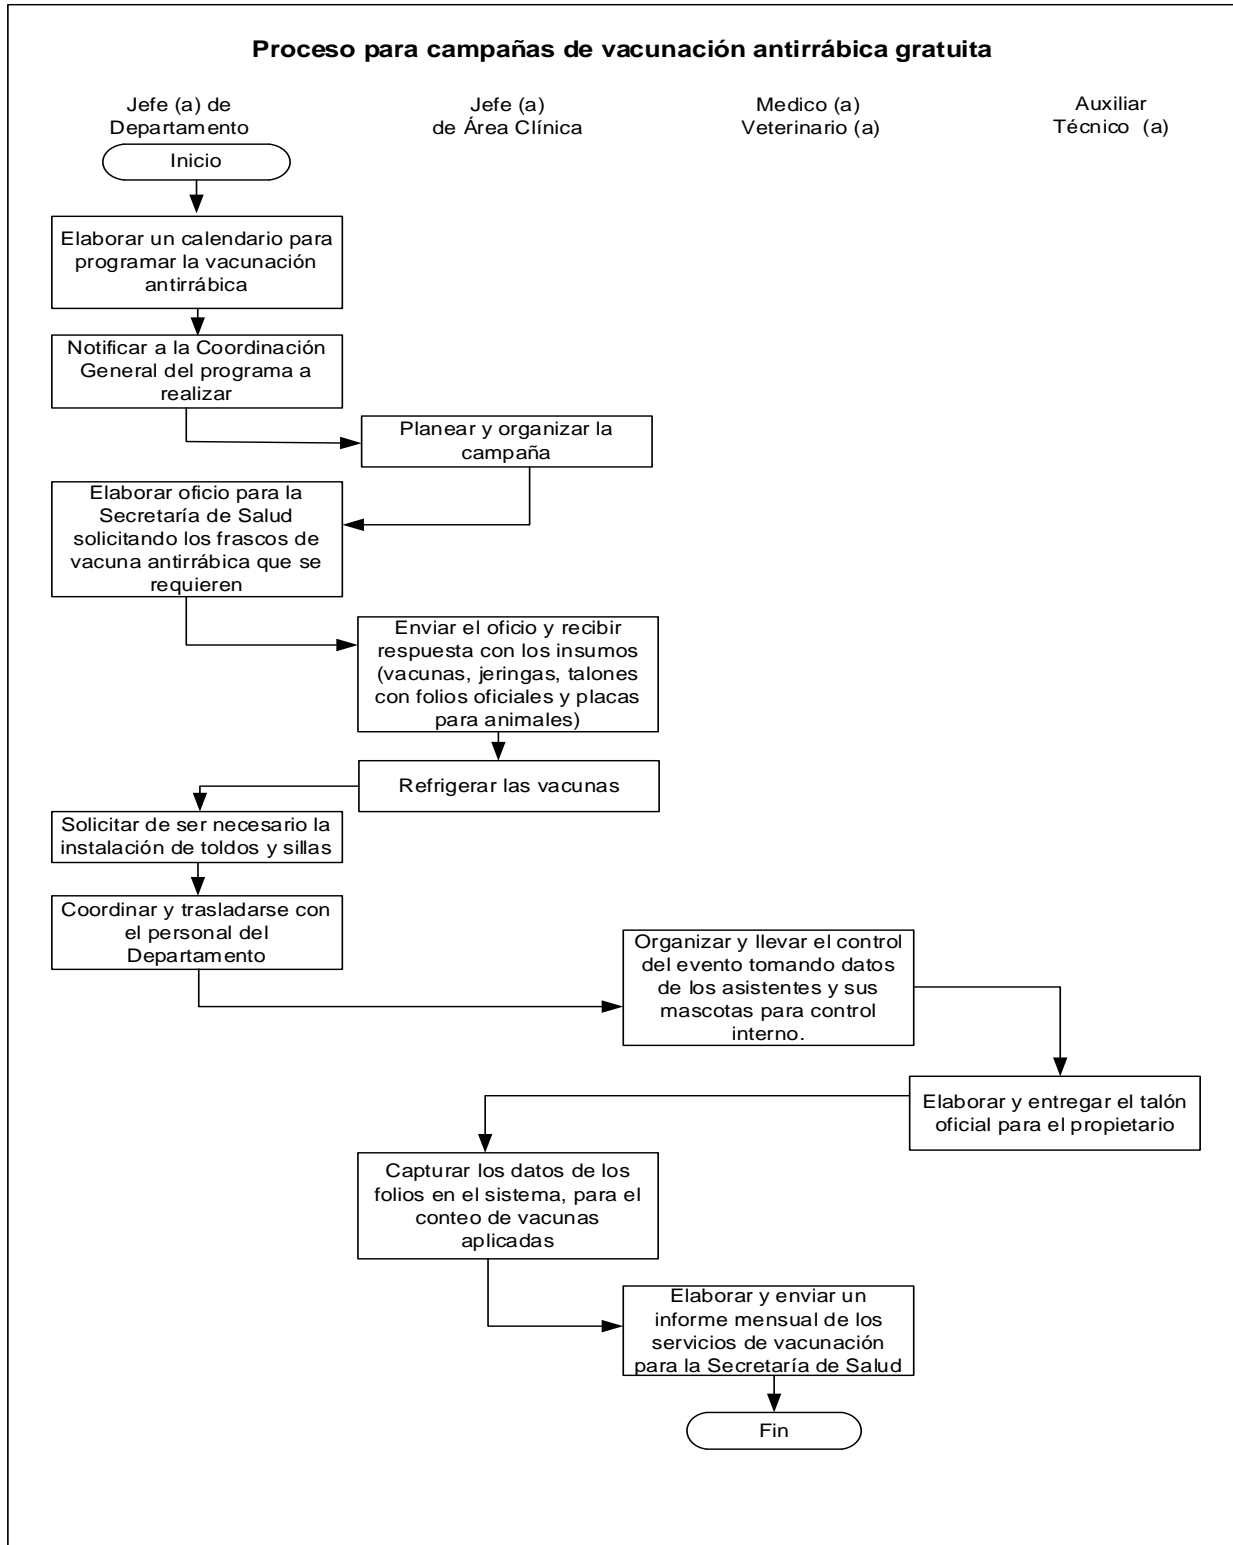 Proceso para campañas de vacunación antirrábica gratuita
Jefe (a) de
Departamento
Jefe (a)
de Área Clínica
Medico (a)
Veterinario (a)
Auxiliar
Técnico (a)
Inicio
Elaborar un calendario para
programar la vacunación
antirrábica
Notificar a la Coordinación
General del programa a
realizar
Planear y organizar la
campaña
Elaborar oficio para la
Secretaría de Salud
solicitando los frascos de
vacuna antirrábica que se
requieren
Enviar el oficio y recibir
respuesta con los insumos
(vacunas, jeringas, talones
con folios oficiales y placas
para animales)
Refrigerar las vacunas
Solicitar de ser necesario la
instalación de toldos y sillas
Coordinar y trasladarse con
el personal del
Departamento
Organizar y llevar el control
del evento tomando datos
de los asistentes y sus
mascotas para control
interno.
Elaborar y entregar el talón
oficial para el propietario
Capturar los datos de los
folios en el sistema, para el
conteo de vacunas
aplicadas
Elaborar y enviar un
informe mensual de los
servicios de vacunación
para la Secretaría de Salud
Fin